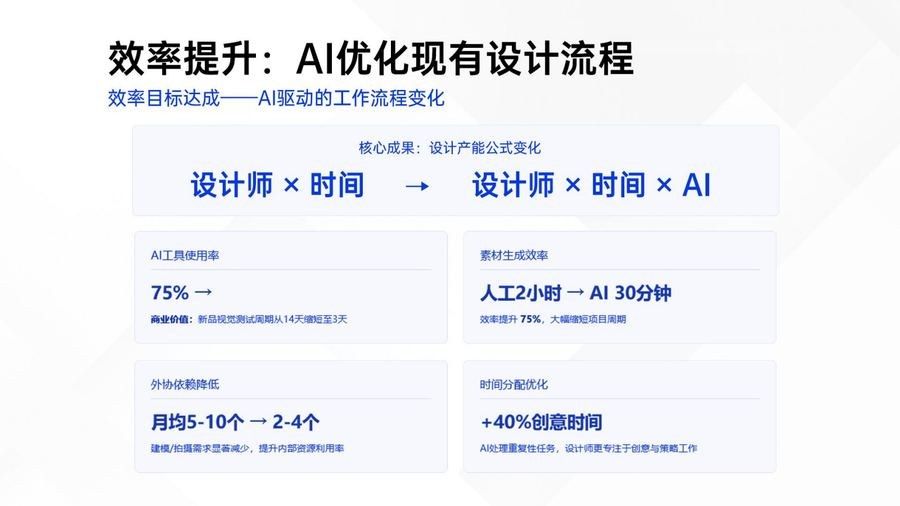 效率提升：AI优化现有设计流程
效率目标达成——AI驱动的工作流程变化
核心成果：设计产能公式变化
设计师 × 时间 → 设计师 × 时间 × AI
AI工具使用率
75% →
商业价值：新品视觉测试周期从14天缩短至3天
素材生成效率
人工2小时 → AI 30分钟
效率提升 75%，大幅缩短项目周期
外协依赖降低
月均5-10个 → 2-4个
建模/拍摄需求显著减少，提升内部资源利用率
时间分配优化
+40%创意时间
AI处理重复性任务，设计师更专注于创意与策略工作